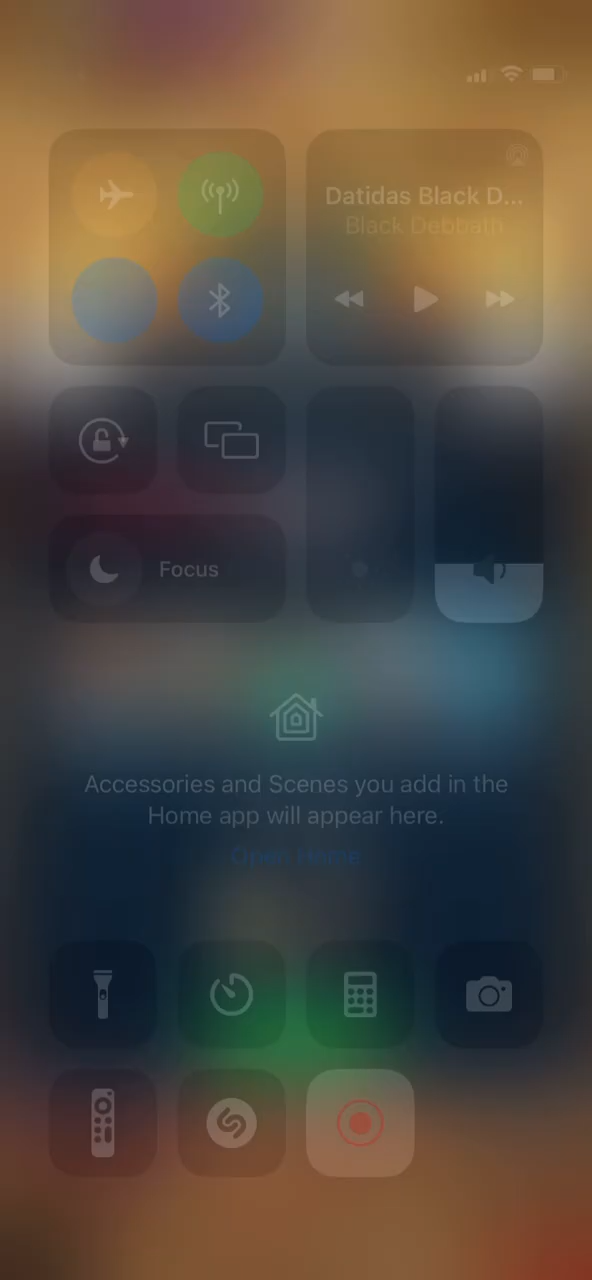 Datidas Black D...
Black Debbath
Focus
Accessories and Scenes you add in the
Home app will appear here.
Open Home